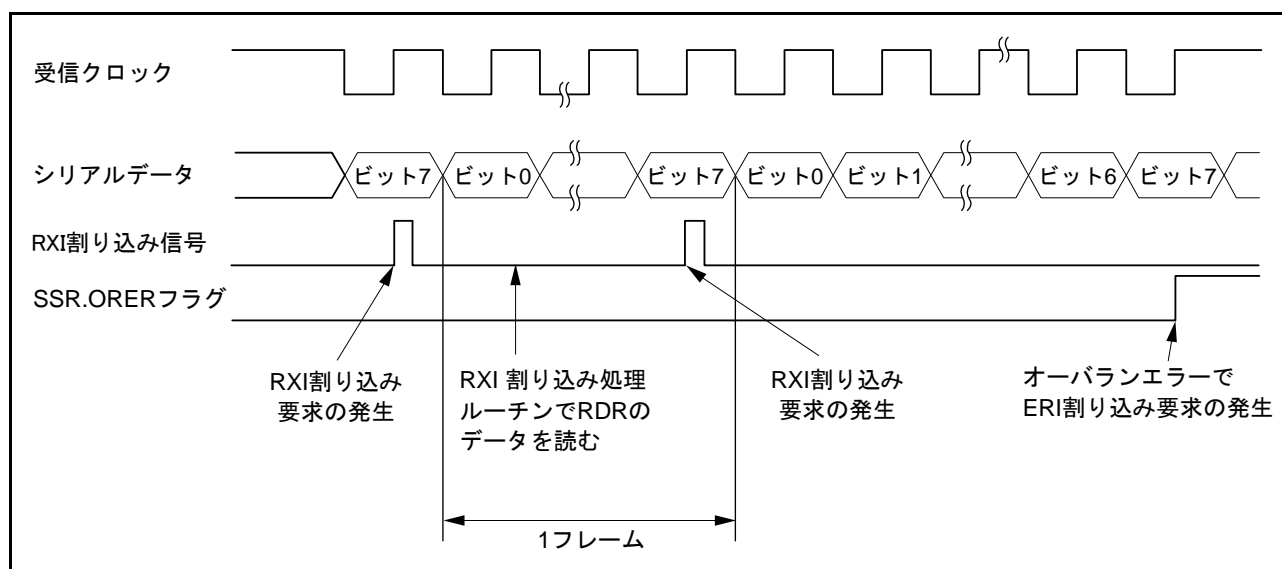 受信クロック
シリアルデータ
ビット7 ビット0 ビット7 ビット0 ビット1 ビット6 ビット7
RXI割り込み信号
SSR.ORERフラグ
RXI割り込み
要求の発生
RXI 割り込み処理
ルーチンでRDRの
データを読む
RXI割り込み
要求の発生
オーバランエラーで
ERI割り込み要求の発生
1フレーム